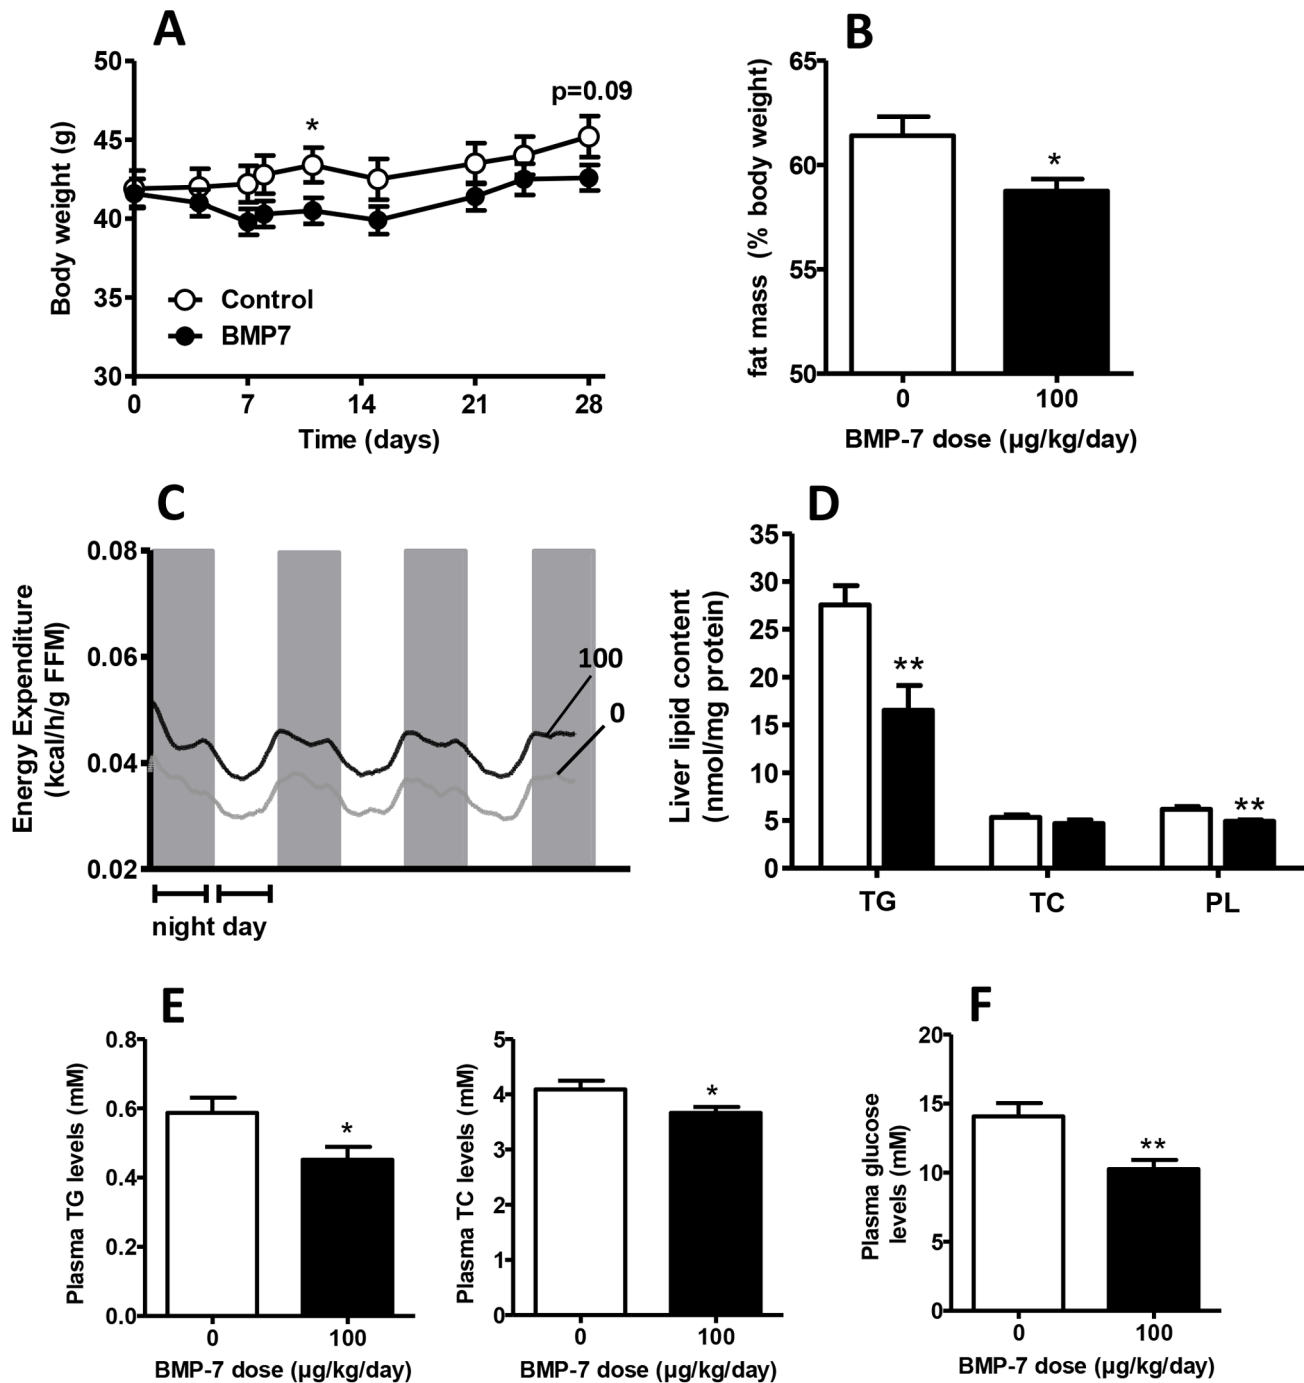 A
50
45
40
35
30
Body weight (g)
*
p=0.09
Control
BMP7
0 7 14 21 28
Time (days)
B
65
60
55
50
fat mass (% body weight)
*
0 100
BMP-7 dose (µg/kg/day)
C
0.08
0.06
0.04
0.02
Energy Expenditure
(kcal/h/g FFM)
100
0
night day
D
35
30
25
20
15
10
5
0
Liver lipid content
(nmol/mg protein)
**
**
TG TC PL
E
0.8
0.6
0.4
0.2
0.0
Plasma TG levels (mM)
*
0 100
BMP-7 dose (µg/kg/day)
5
4
3
2
1
0
Plasma TC levels (mM)
*
0 100
BMP-7 dose (µg/kg/day)
F
20
15
10
5
0
Plasma glucose
levels (mM)
**
0 100
BMP-7 dose (µg/kg/day)